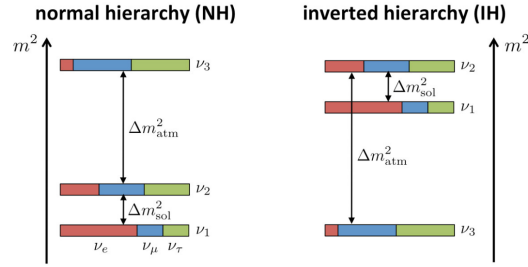 normal hierarchy (NH)
m²
ν₃
Δm²atm
ν₂
Δm²sol
ν₁
νe νμ ντ
inverted hierarchy (IH)
m²
ν₂
Δm²sol
ν₁
Δm²atm
ν₃